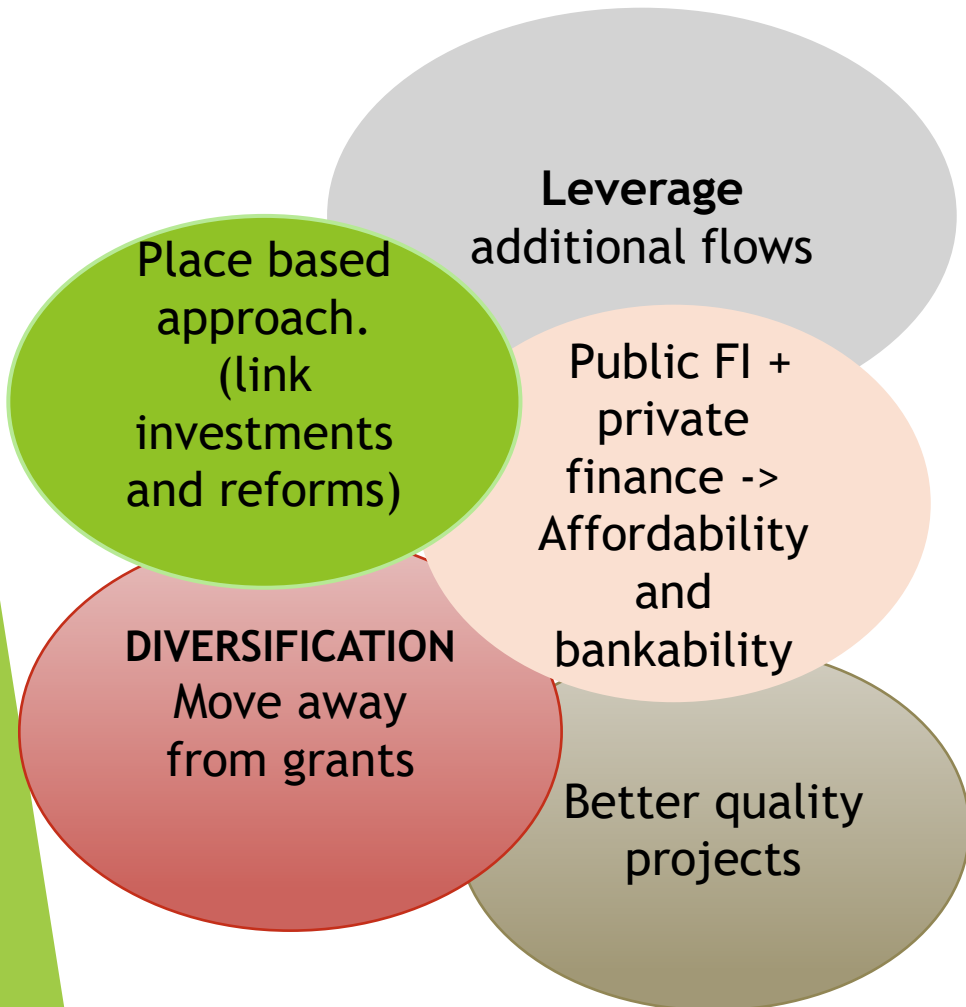 Leverage
additional flows
Place based
approach.
(link
investments
and reforms)
Public FI +
private
finance ->
Affordability
and
bankability
DIVERSIFICATION
Move away
from grants
Better quality
projects